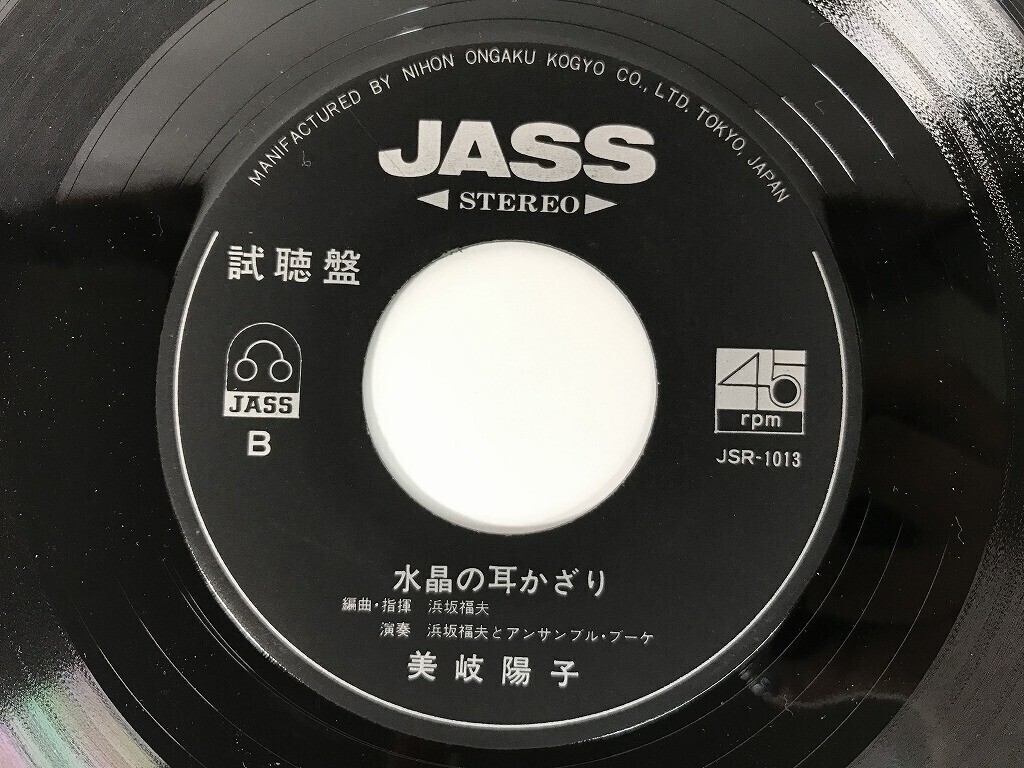 MANIFACTURED BY NIHON ONGAKU KOGYO CO., LTD, TOKYO, JAPAN
JASS
STEREO
試聴盤
JASS
B
45
rpm
JSR-1013
水晶の耳かざり
編曲・指揮 浜坂福夫
演奏 浜坂福夫とアンサンブル・ブーケ
美岐陽子